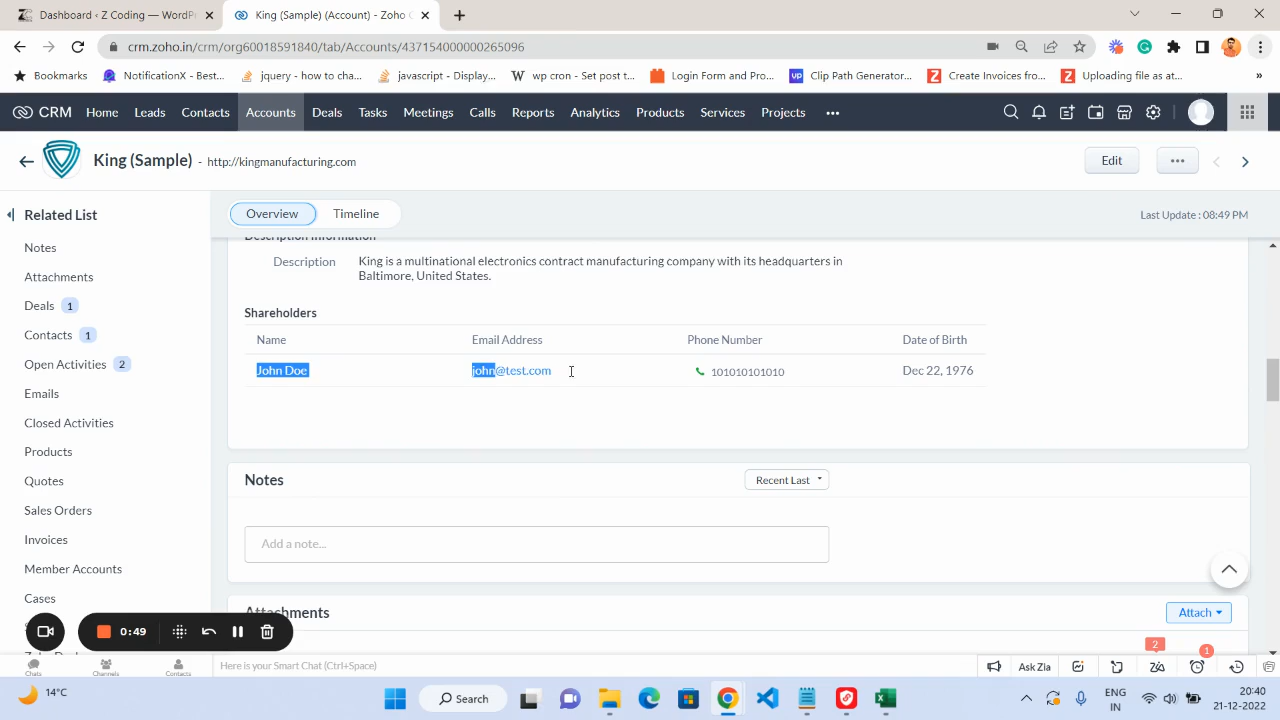 Dashboard ‹ Z Coding — WordPr
King (Sample) (Account) - Zoho C
crm.zoho.in/crm/org60018591840/tab/Accounts/437154000000265096
Bookmarks
NotificationX - Best...
jquery - how to cha...
javascript - Display...
wp cron - Set post t...
Login Form and Pro...
Clip Path Generator...
Create Invoices fro...
Uploading file as at...
CRM Home Leads Contacts Accounts Deals Tasks Meetings Calls Reports Analytics Products Services Projects
King (Sample) - http://kingmanufacturing.com
Edit
Related List
Overview
Timeline
Last Update : 08:49 PM
Notes
Attachments
Deals 1
Contacts 1
Open Activities 2
Emails
Closed Activities
Products
Quotes
Sales Orders
Invoices
Member Accounts
Cases
Description Information
Description
King is a multinational electronics contract manufacturing company with its headquarters in
Baltimore, United States.
Shareholders
Name Email Address Phone Number Date of Birth
John Doe john@test.com 101010101010 Dec 22, 1976
Notes
Recent Last
Add a note...
Attachments
Attach
0:49
Chats
Channels
Contacts
Here is your Smart Chat (Ctrl+Space)
2
1
Ask Zia
14°C
Search
ENG
IN
20:40
21-12-2022